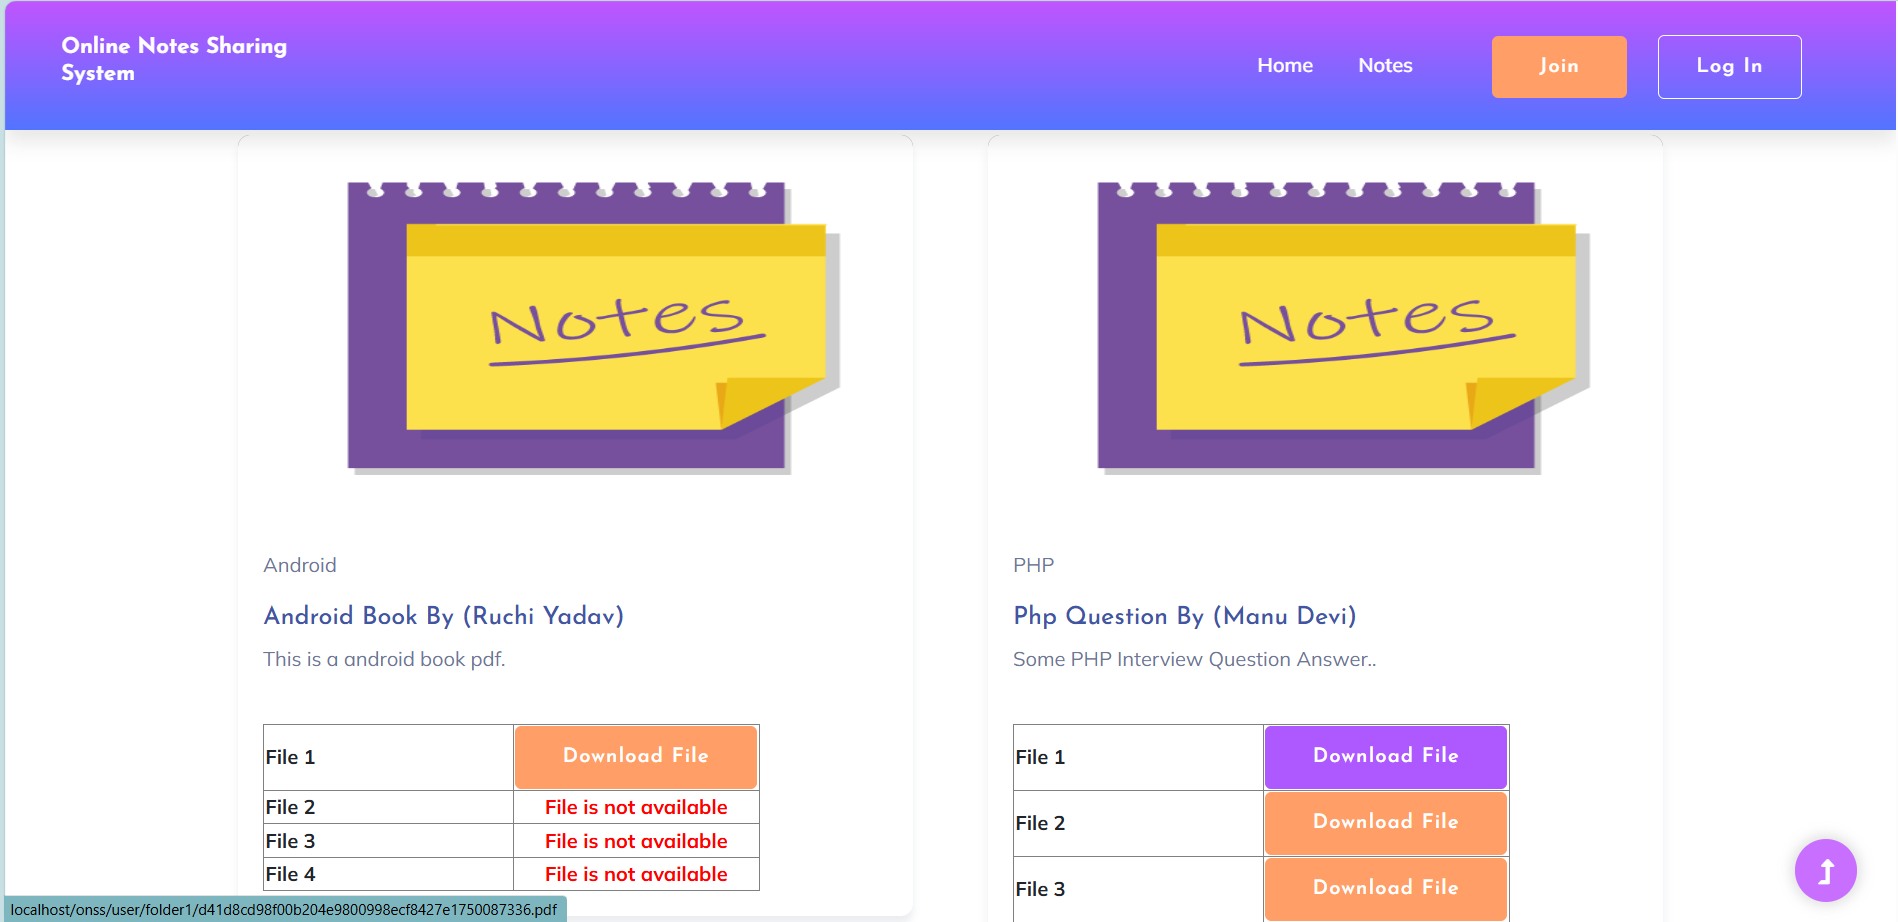 Online Notes Sharing
System
Home
Notes
Join
Log In
Notes
Android
Android Book By (Ruchi Yadav)
This is a android book pdf.
File 1 Download File
File 2 File is not available
File 3 File is not available
File 4 File is not available
Notes
PHP
Php Question By (Manu Devi)
Some PHP Interview Question Answer..
File 1 Download File
File 2 Download File
File 3 Download File
localhost/onss/user/folder1/d41d8cd98f00b204e9800998ecf8427e1750087336.pdf